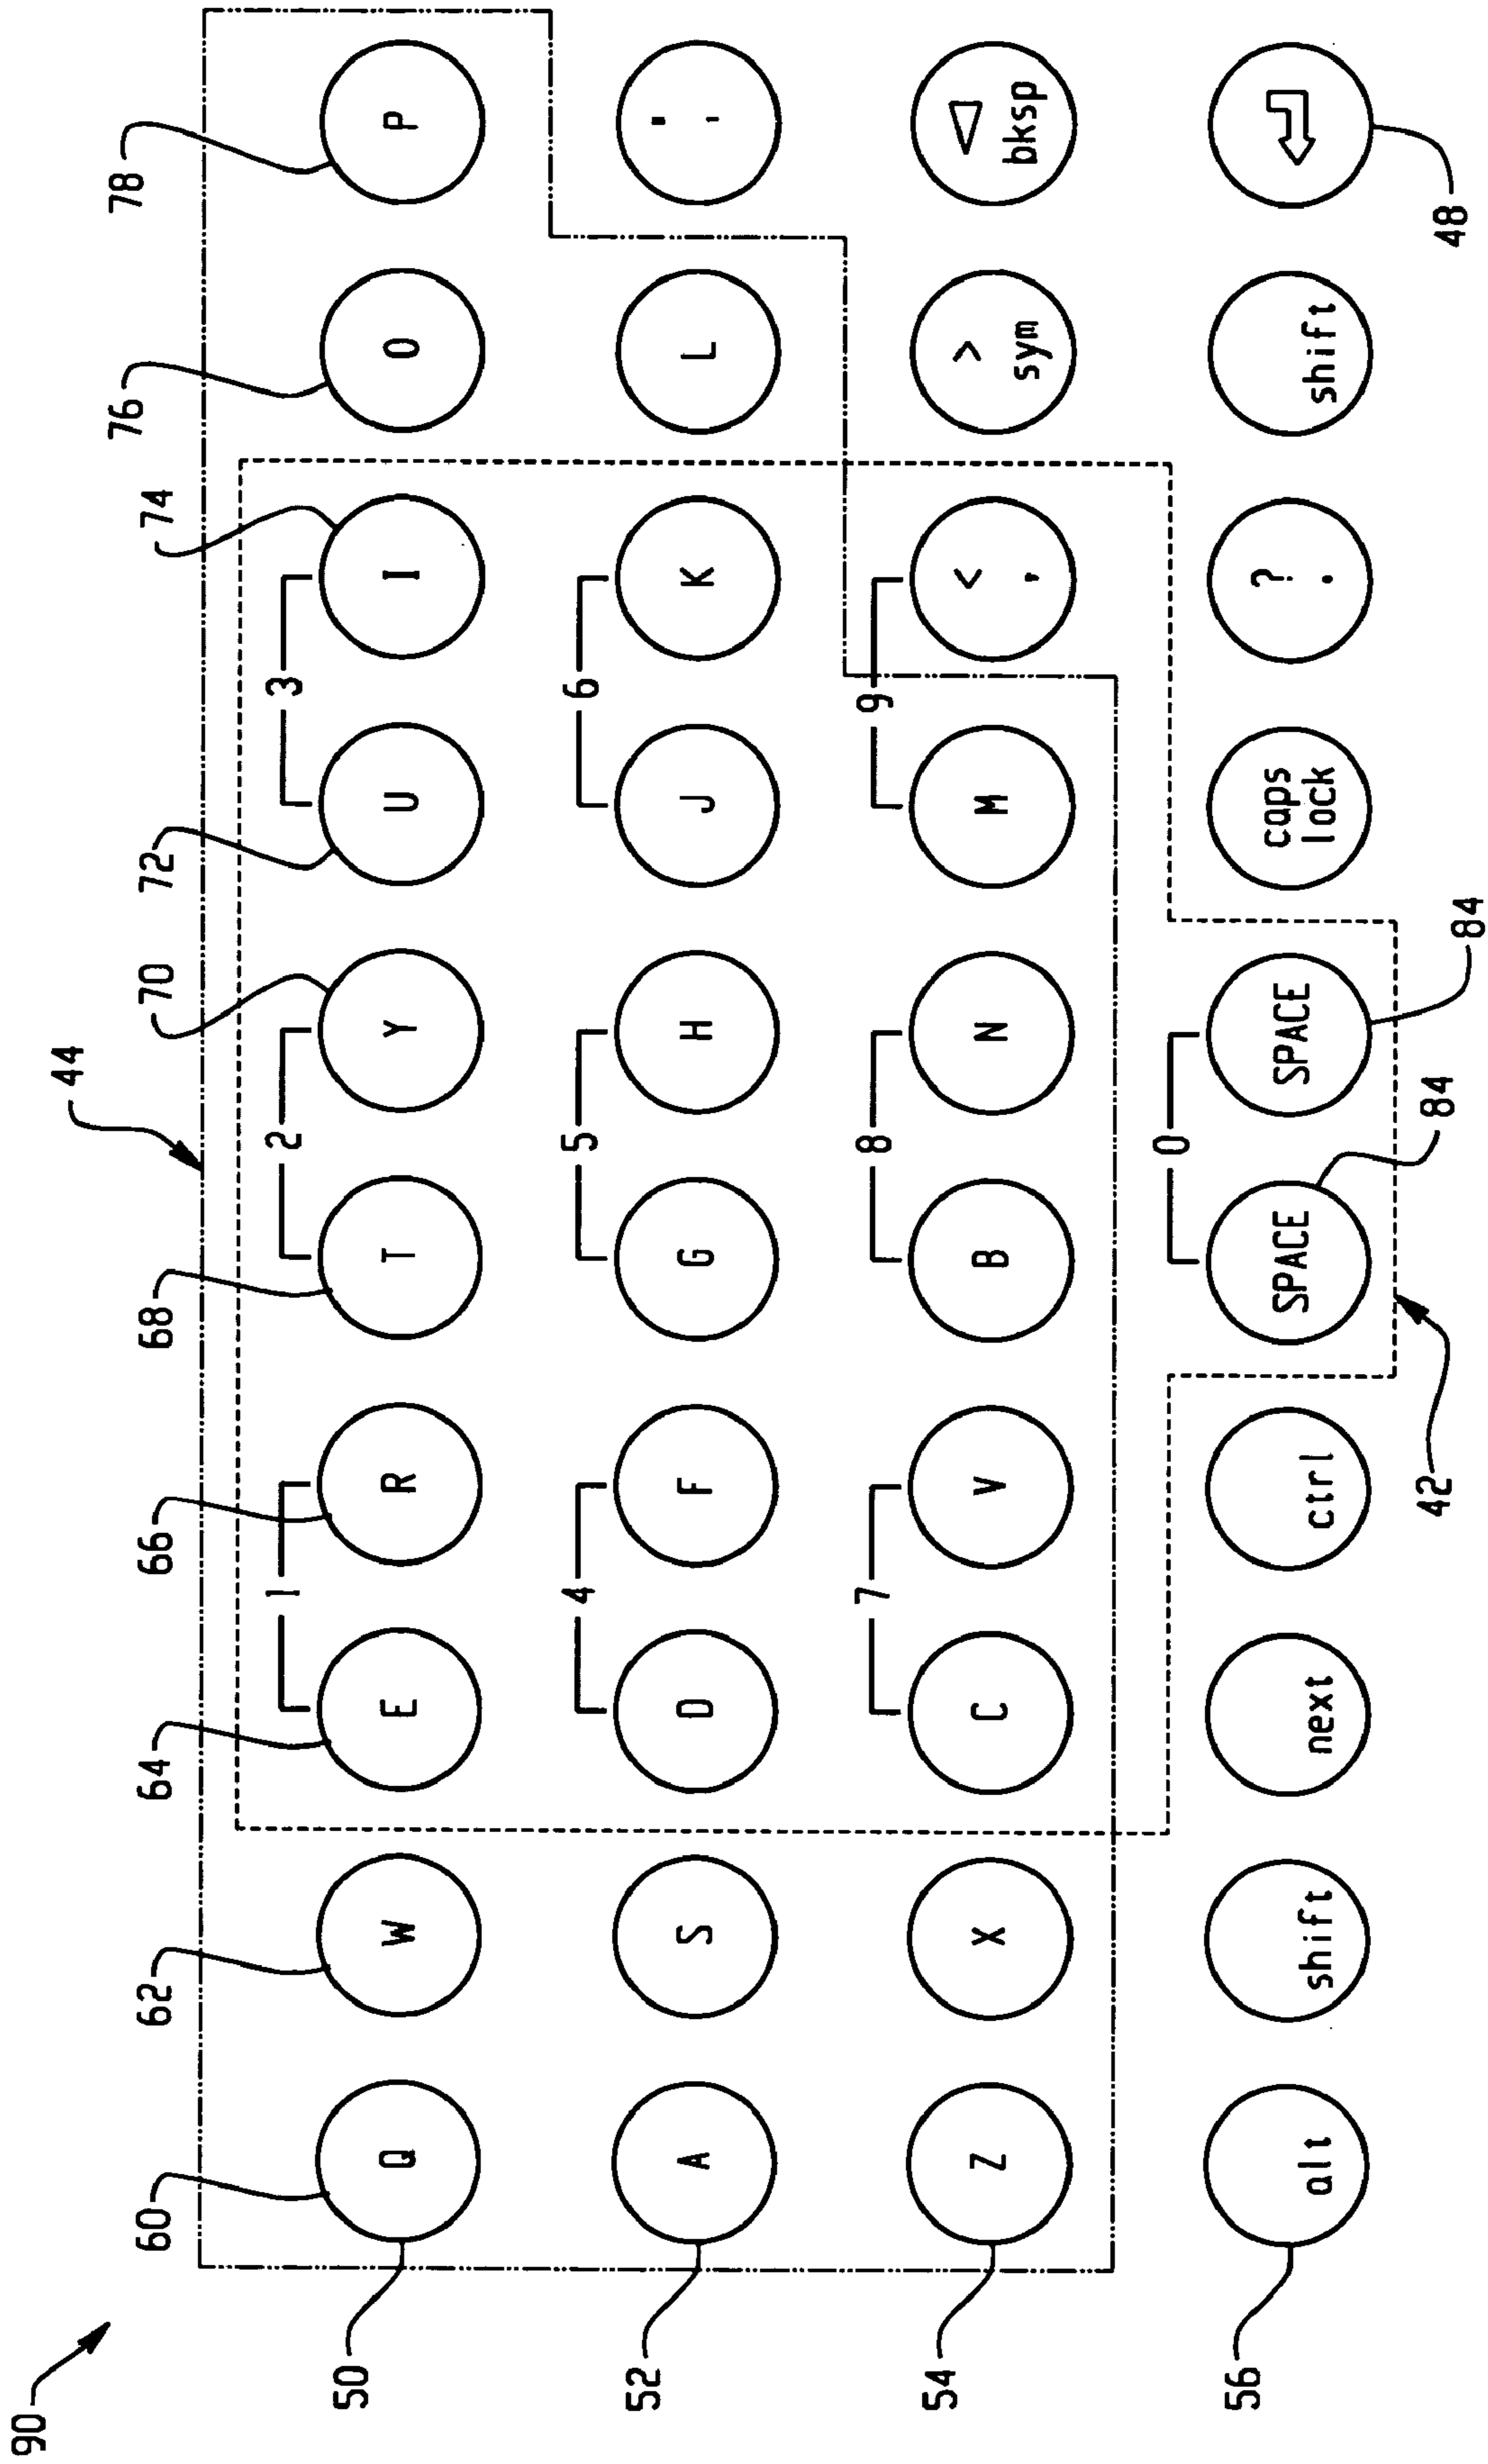 90
44
60 62 64 66 68 70 72 74 76 78
1 2 3
50 Q W E R T Y U I O P
4 5 6
52 A S D F G H J K L " '
7 8 9
54 Z X C V B N M < , > sym bksp
0
56 alt shift next ctrl SPACE SPACE caps lock ? . shift
42 84 84 48